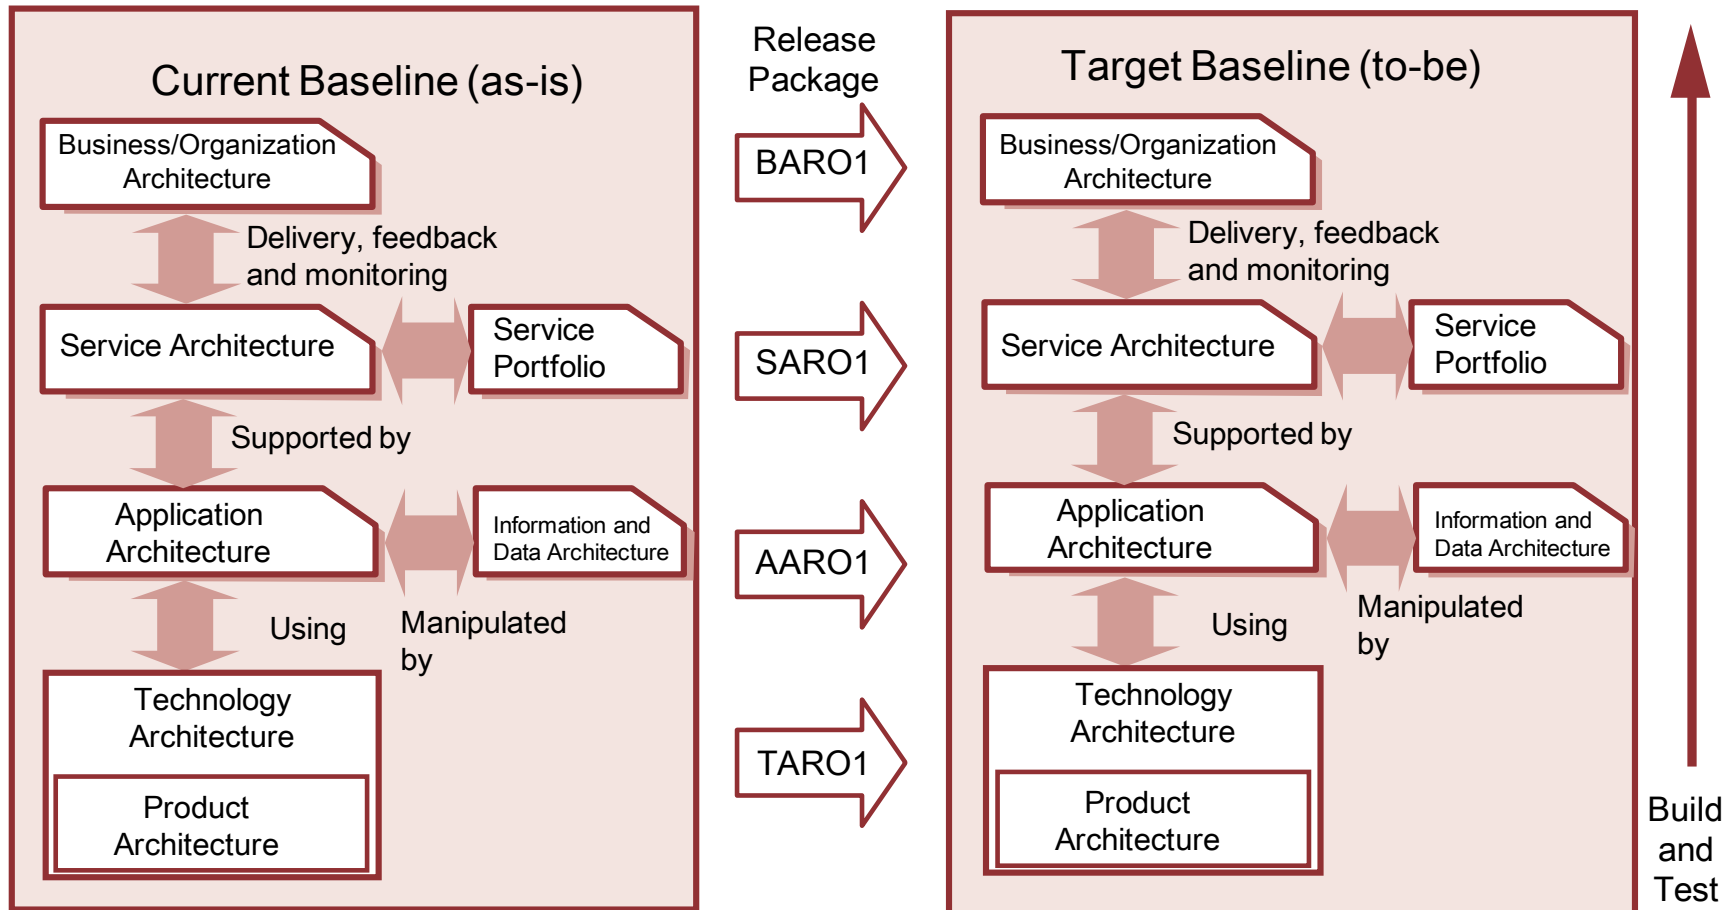 Current Baseline (as-is)
Business/Organization
Architecture
Delivery, feedback
and monitoring
Service Architecture
Service
Portfolio
Supported by
Application
Architecture
Information and
Data Architecture
Using
Manipulated
by
Technology
Architecture
Product
Architecture
Release
Package
BARO1
SARO1
AARO1
TARO1
Target Baseline (to-be)
Business/Organization
Architecture
Delivery, feedback
and monitoring
Service Architecture
Service
Portfolio
Supported by
Application
Architecture
Information and
Data Architecture
Using
Manipulated
by
Technology
Architecture
Product
Architecture
Build
and
Test